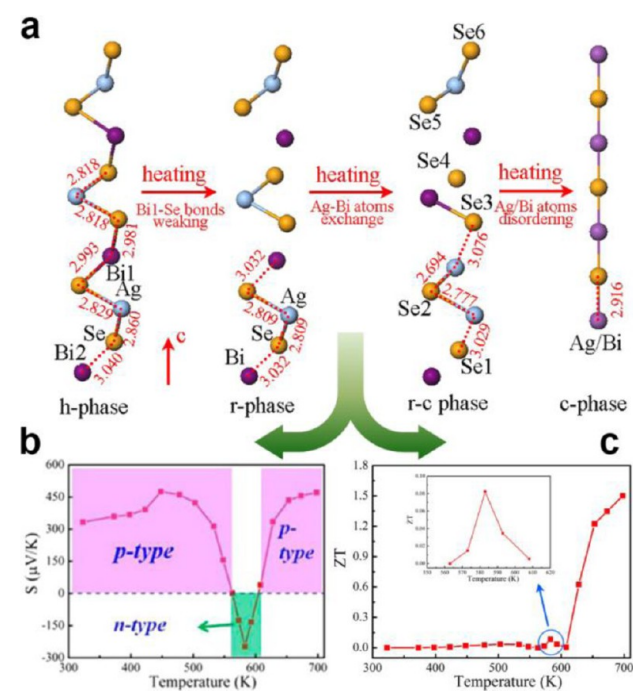 a
Se6
Se5
Se4
Se3
heating
heating
heating
Bi1-Se bonds
weaking
Ag-Bi atoms
exchange
Ag/Bi atoms
disordering
2.818
2.818
2.981
2.993
Bi1
Ag
2.829
2.860
Se
Bi2
3.040
c
3.032
Ag
2.809
2.809
Se
Bi
3.032
3.076
2.694
Se2
2.777
3.029
Se1
2.916
Ag/Bi
h-phase
r-phase
r-c phase
c-phase
b
c
S (μV/K)
600
450
300
150
0
-150
-300
p-type
p-
type
n-type
300
400
500
600
700
Temperature (K)
ZT
1.8
1.5
1.2
0.9
0.6
0.3
0.0
ZT
Temperature (K)
300
400
500
600
700
Temperature (K)